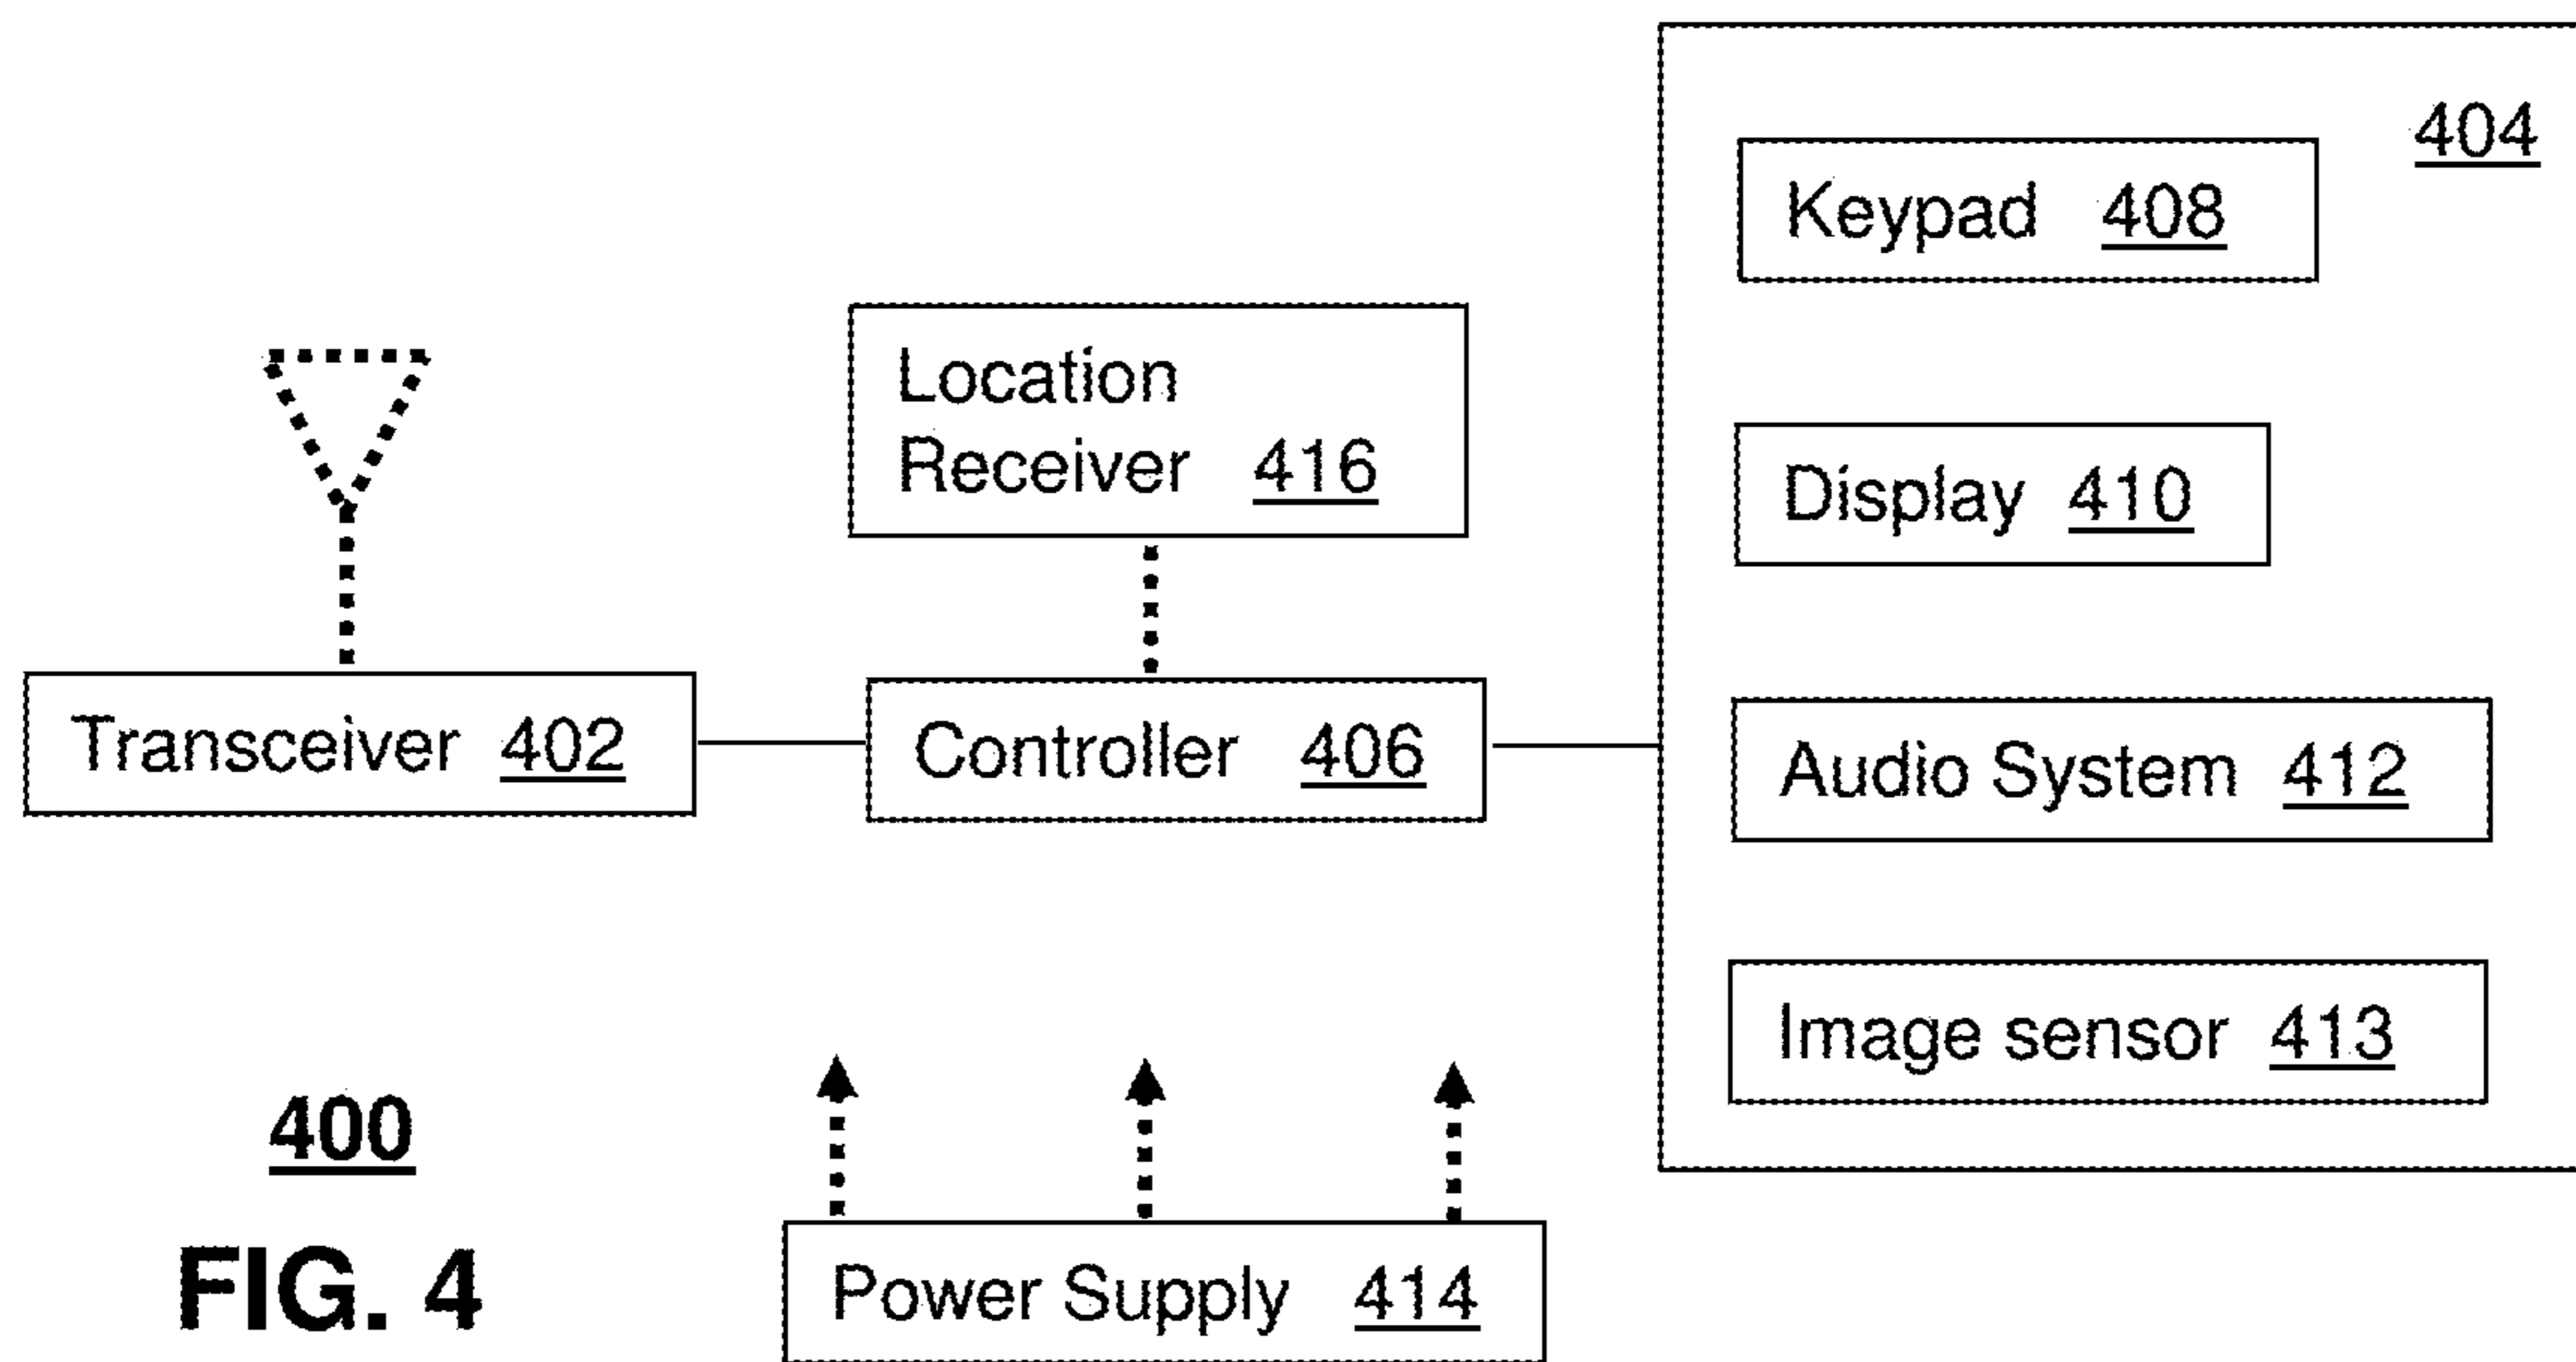 404
Keypad 408
Location
Receiver 416
Display 410
Transceiver 402
Controller 406
Audio System 412
Image sensor 413
400
Power Supply 414
FIG. 4